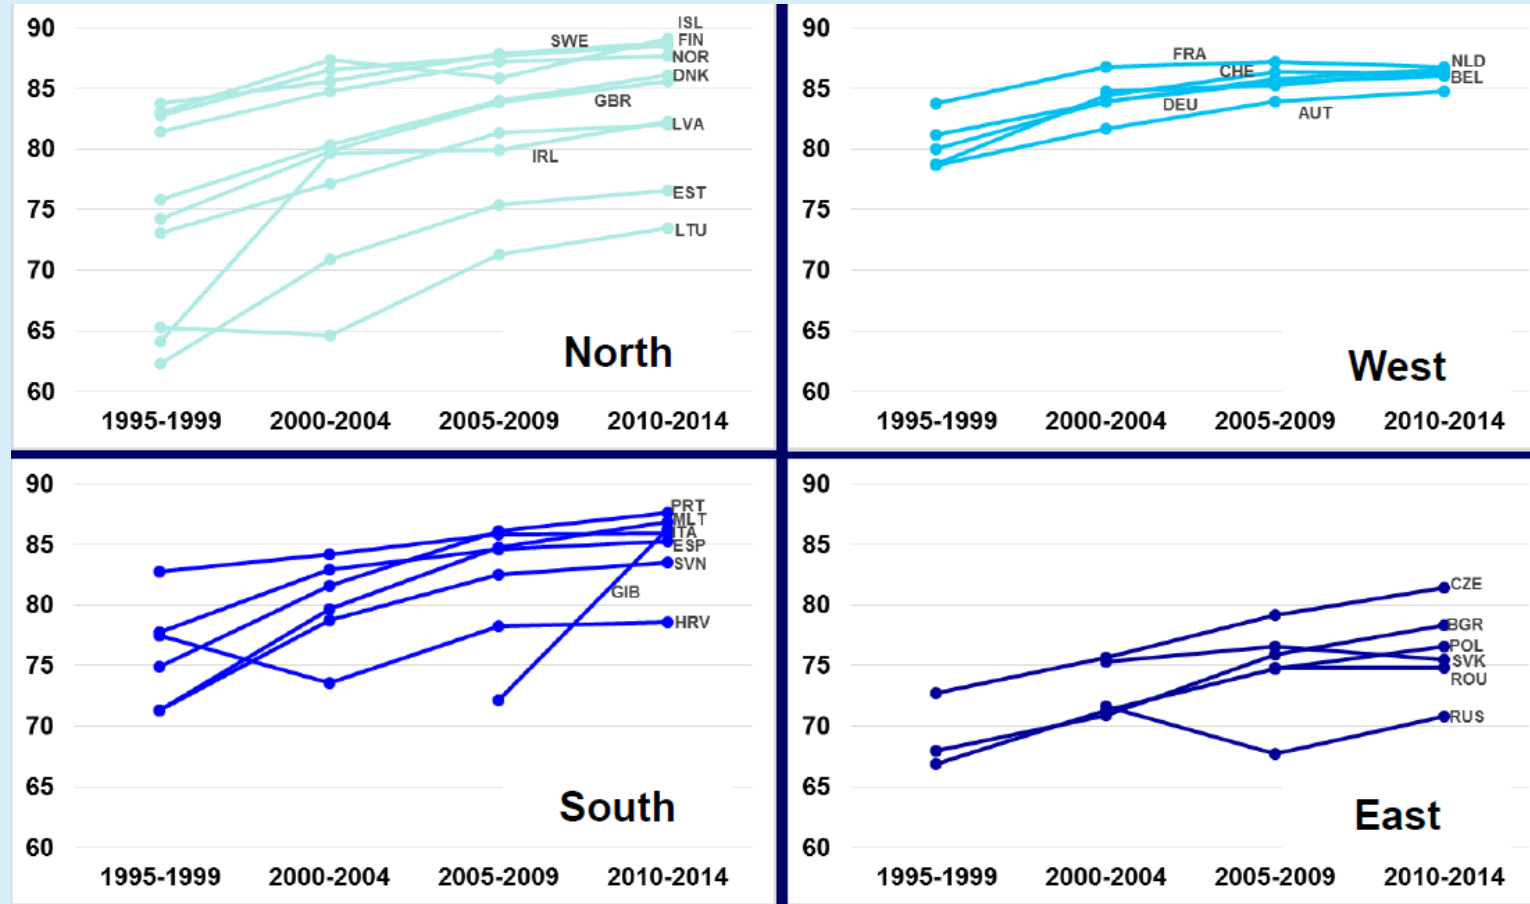 90
85
80
75
70
65
60
ISL
SWE
FIN
NOR
DNK
GBR
LVA
IRL
EST
LTU
North
1995-1999 2000-2004 2005-2009 2010-2014
90
85
80
75
70
65
60
FRA
NLD
CHE
BEL
DEU
AUT
West
1995-1999 2000-2004 2005-2009 2010-2014
90
85
80
75
70
65
60
PRT
MLT
ITA
ESP
SVN
GIB
HRV
South
1995-1999 2000-2004 2005-2009 2010-2014
90
85
80
75
70
65
60
CZE
BGR
POL
SVK
ROU
RUS
East
1995-1999 2000-2004 2005-2009 2010-2014